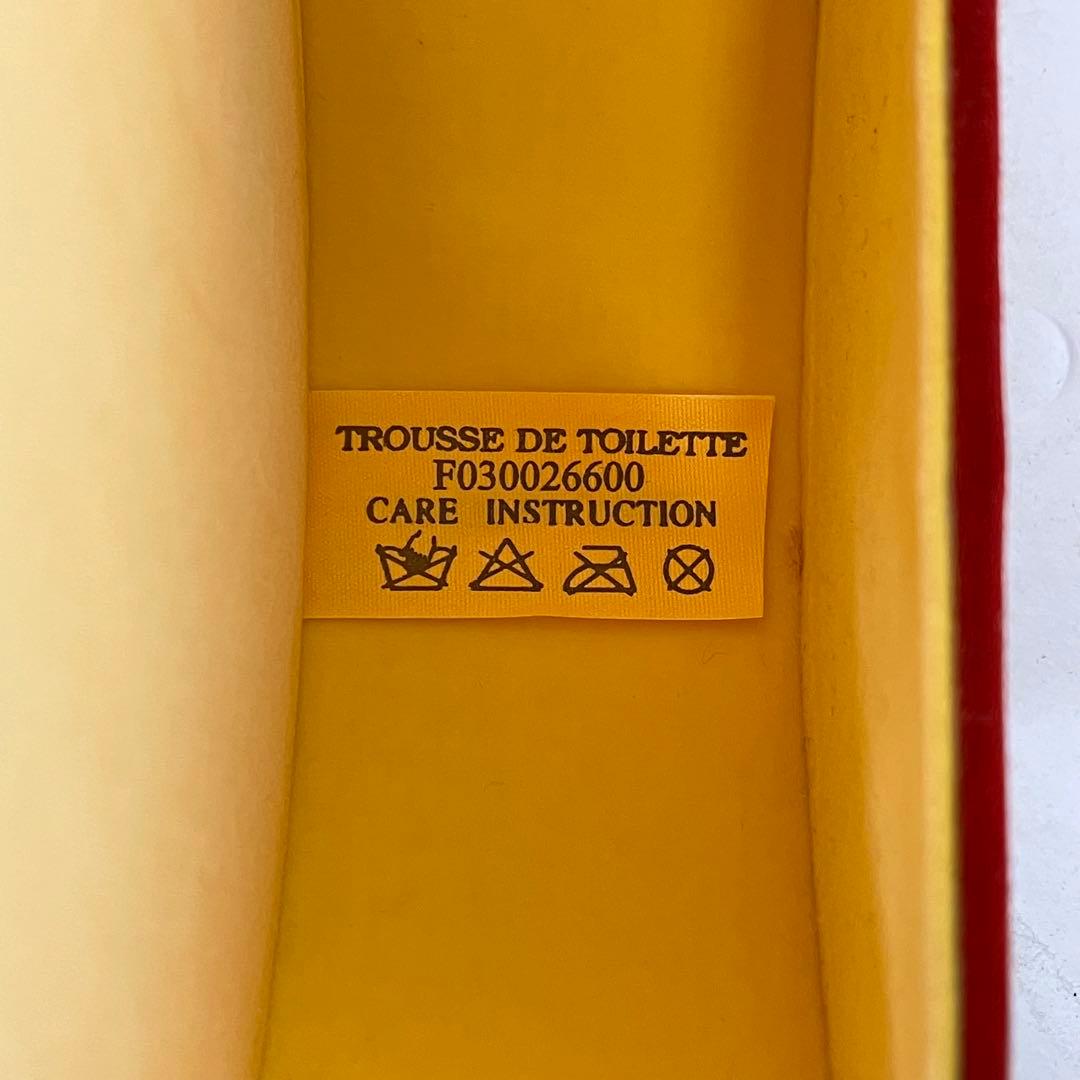 TROUSSE DE TOILETTE
F030026600
CARE INSTRUCTION